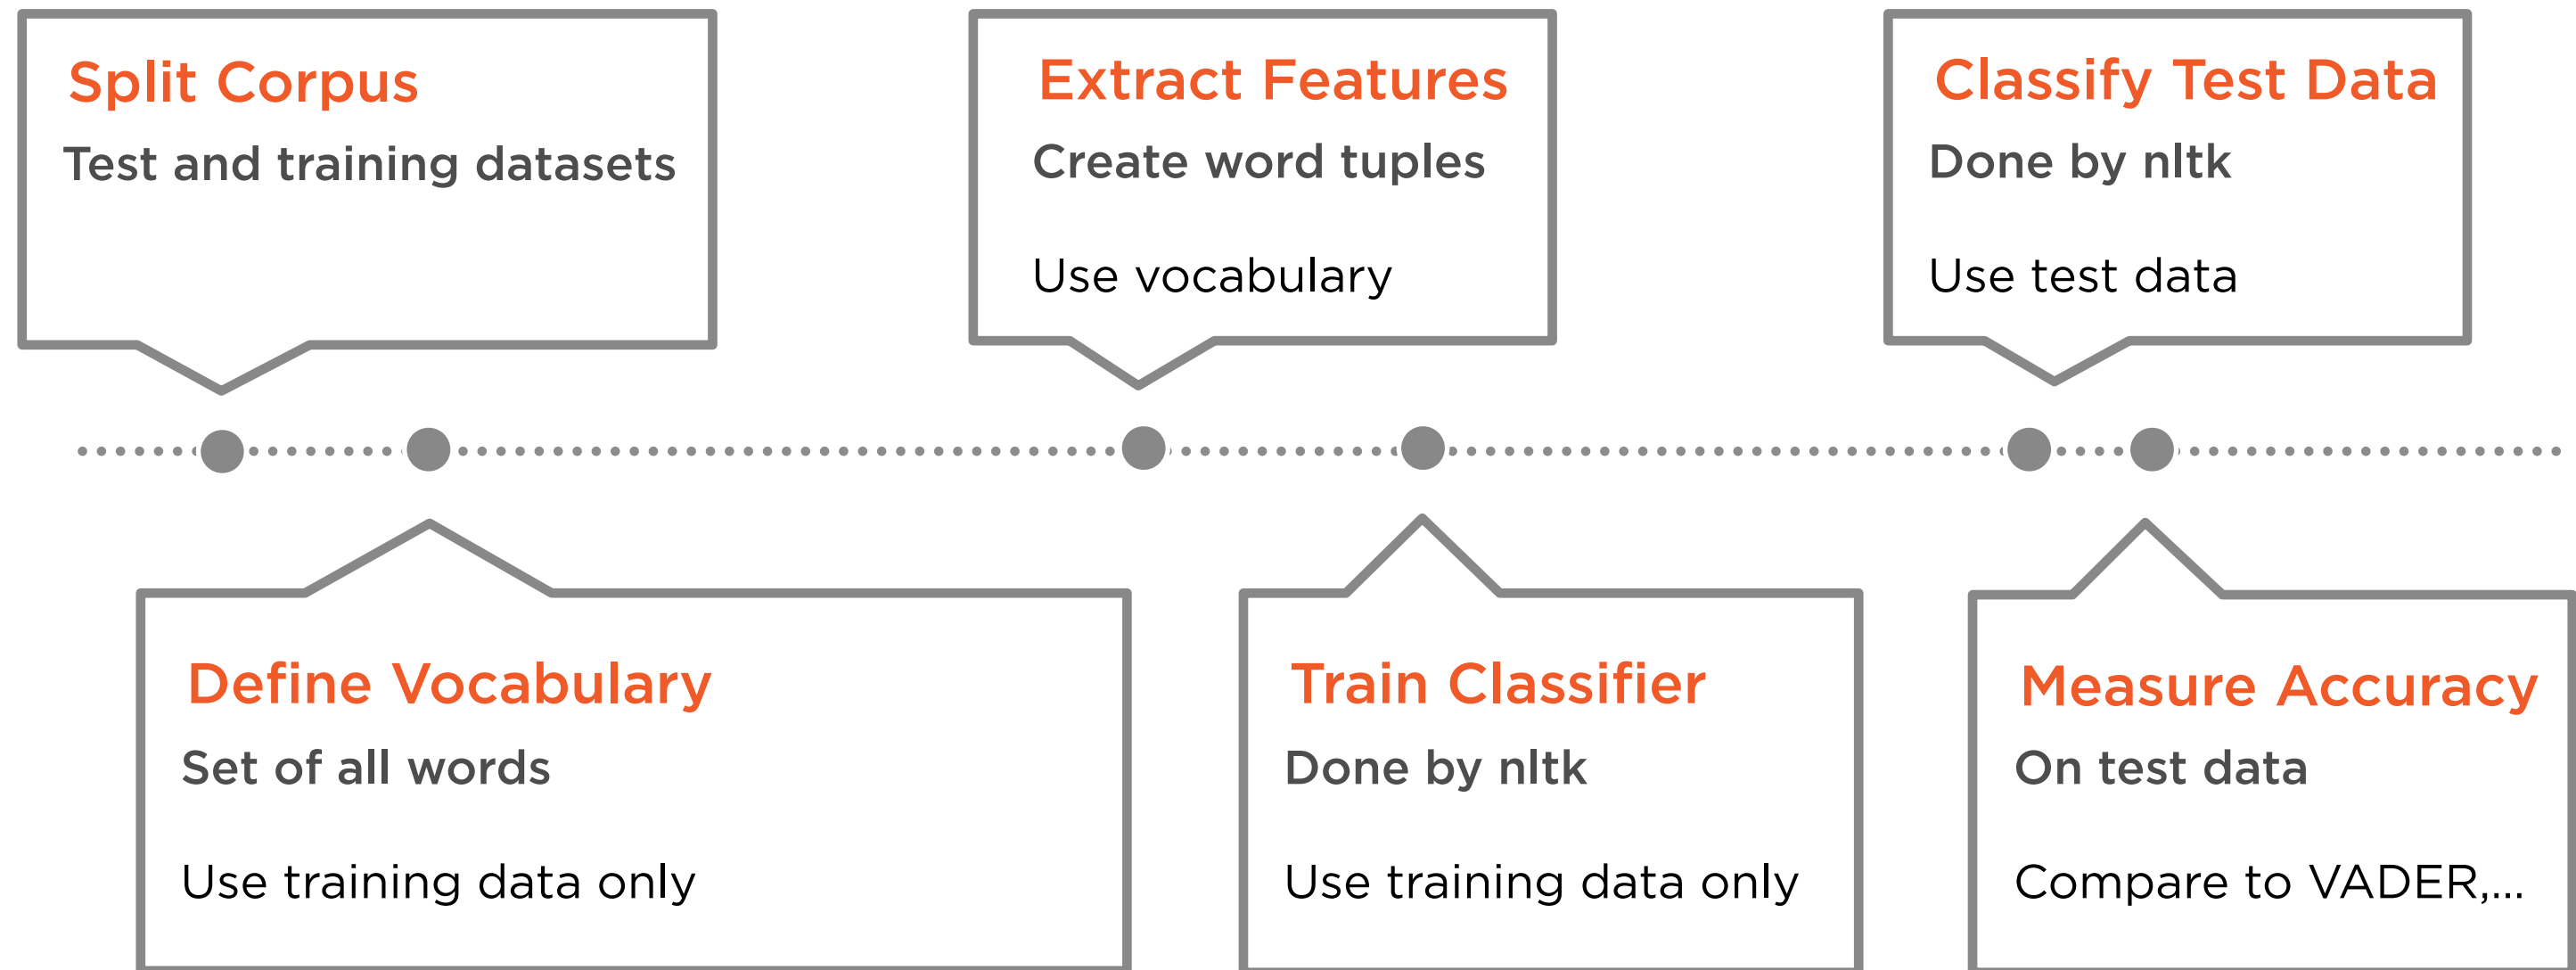 Split Corpus
Test and training datasets
Extract Features
Create word tuples
Use vocabulary
Classify Test Data
Done by nltk
Use test data
Define Vocabulary
Set of all words
Use training data only
Train Classifier
Done by nltk
Use training data only
Measure Accuracy
On test data
Compare to VADER,...